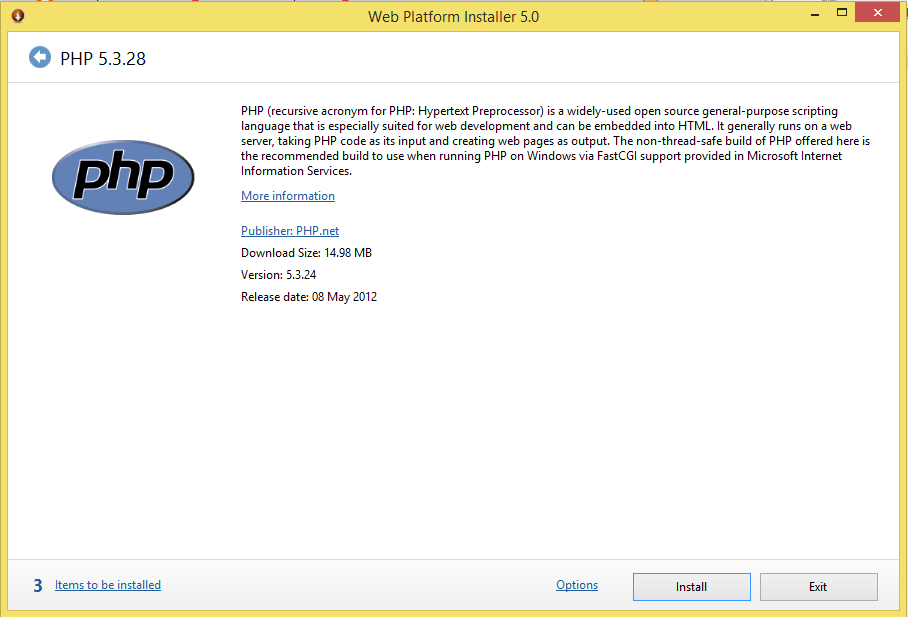 Web Platform Installer 5.0
PHP 5.3.28
php
PHP (recursive acronym for PHP: Hypertext Preprocessor) is a widely-used open source general-purpose scripting
language that is especially suited for web development and can be embedded into HTML. It generally runs on a web
server, taking PHP code as its input and creating web pages as output. The non-thread-safe build of PHP offered here is
the recommended build to use when running PHP on Windows via FastCGI support provided in Microsoft Internet
Information Services.
More information
Publisher: PHP.net
Download Size: 14.98 MB
Version: 5.3.24
Release date: 08 May 2012
3 Items to be installed
Options
Install
Exit